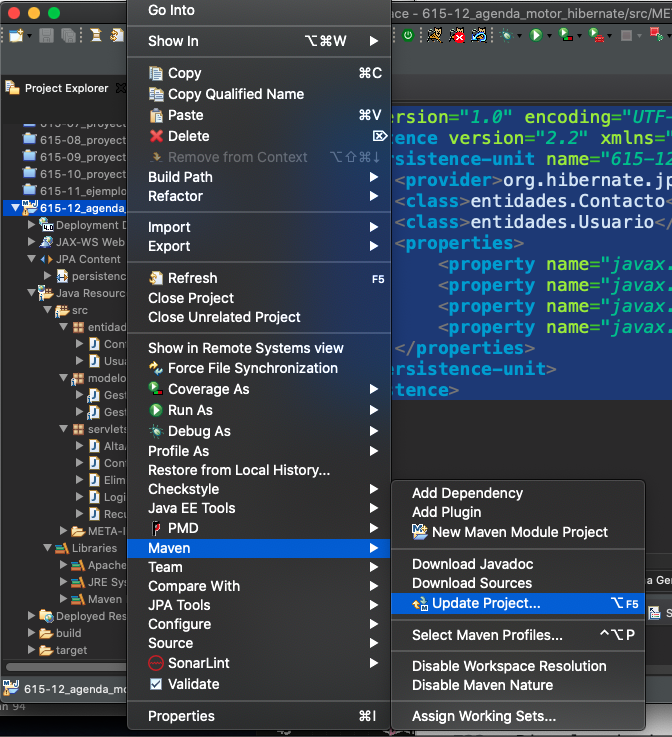 Go Into
ence - 615-12_agenda_motor_hibernate/src/MET
Show In ⌥⌘W
Project Explorer
Copy ⌘C
Copy Qualified Name
Paste ⌘V
Delete
Remove from Context ⌥⇧⌘↓
Build Path
Refactor
Import
Export
Refresh F5
Close Project
Close Unrelated Project
Show in Remote Systems view
Force File Synchronization
Coverage As
Run As
Debug As
Profile As
Restore from Local History...
Checkstyle
Java EE Tools
PMD
Maven
Team
Compare With
JPA Tools
Configure
Source
SonarLint
Validate
Properties ⌘I
615-07_proyect
615-08_proyect
615-09_proyect
615-10_proyect
615-11_ejemplo
615-12_agenda_
Deployment D
JAX-WS Web
JPA Content
persistenc
Java Resourc
src
entidad
Cont
Usua
modelo
Gest
Gest
servlets
Alta
Cont
Elim
Logi
Recu
META-I
Libraries
Apache
JRE Sys
Maven
Deployed Res
build
target
615-12_agenda_mo
in 94
ersion="1.0" encoding="UTF-
tence version="2.2" xmlns="
rsistence-unit name="615-12
<provider>org.hibernate.jp
<class>entidades.Contacto<
<class>entidades.Usuario</
<properties>
<property name="javax.
<property name="javax.
<property name="javax.
<property name="javax.
</properties>
ersistence-unit>
stence>
Add Dependency
Add Plugin
New Maven Module Project
Download Javadoc
Download Sources
Update Project... ⌥F5
Select Maven Profiles... ^⌥P
Disable Workspace Resolution
Disable Maven Nature
Assign Working Sets...
a Ger
S